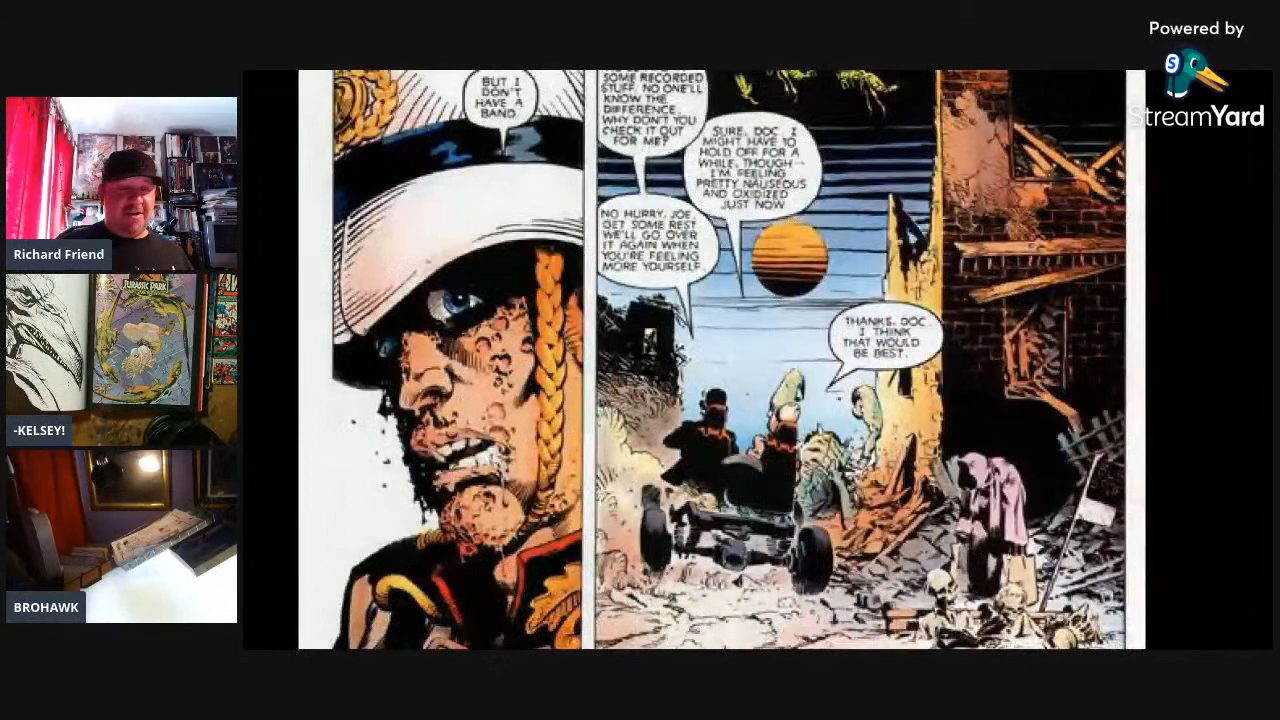 Powered by
StreamYard
Richard Friend
JURASSIC PARK
-KELSEY!
BROHAWK
BUT I
DON'T
HAVE A
BAND.
SOME RECORDED
STUFF. NO ONE'LL
KNOW THE
DIFFERENCE.
WHY DON'T YOU
CHECK IT OUT
FOR ME?
SURE, DOC. I
MIGHT HAVE TO
HOLD OFF FOR A
WHILE, THOUGH--
I'M FEELING
PRETTY NAUSEOUS
AND OXIDIZED
JUST NOW.
NO HURRY, JOE.
GET SOME REST.
WE'LL GO OVER
IT AGAIN WHEN
YOU'RE FEELING
MORE YOURSELF.
THANKS, DOC.
I THINK
THAT WOULD
BE BEST.